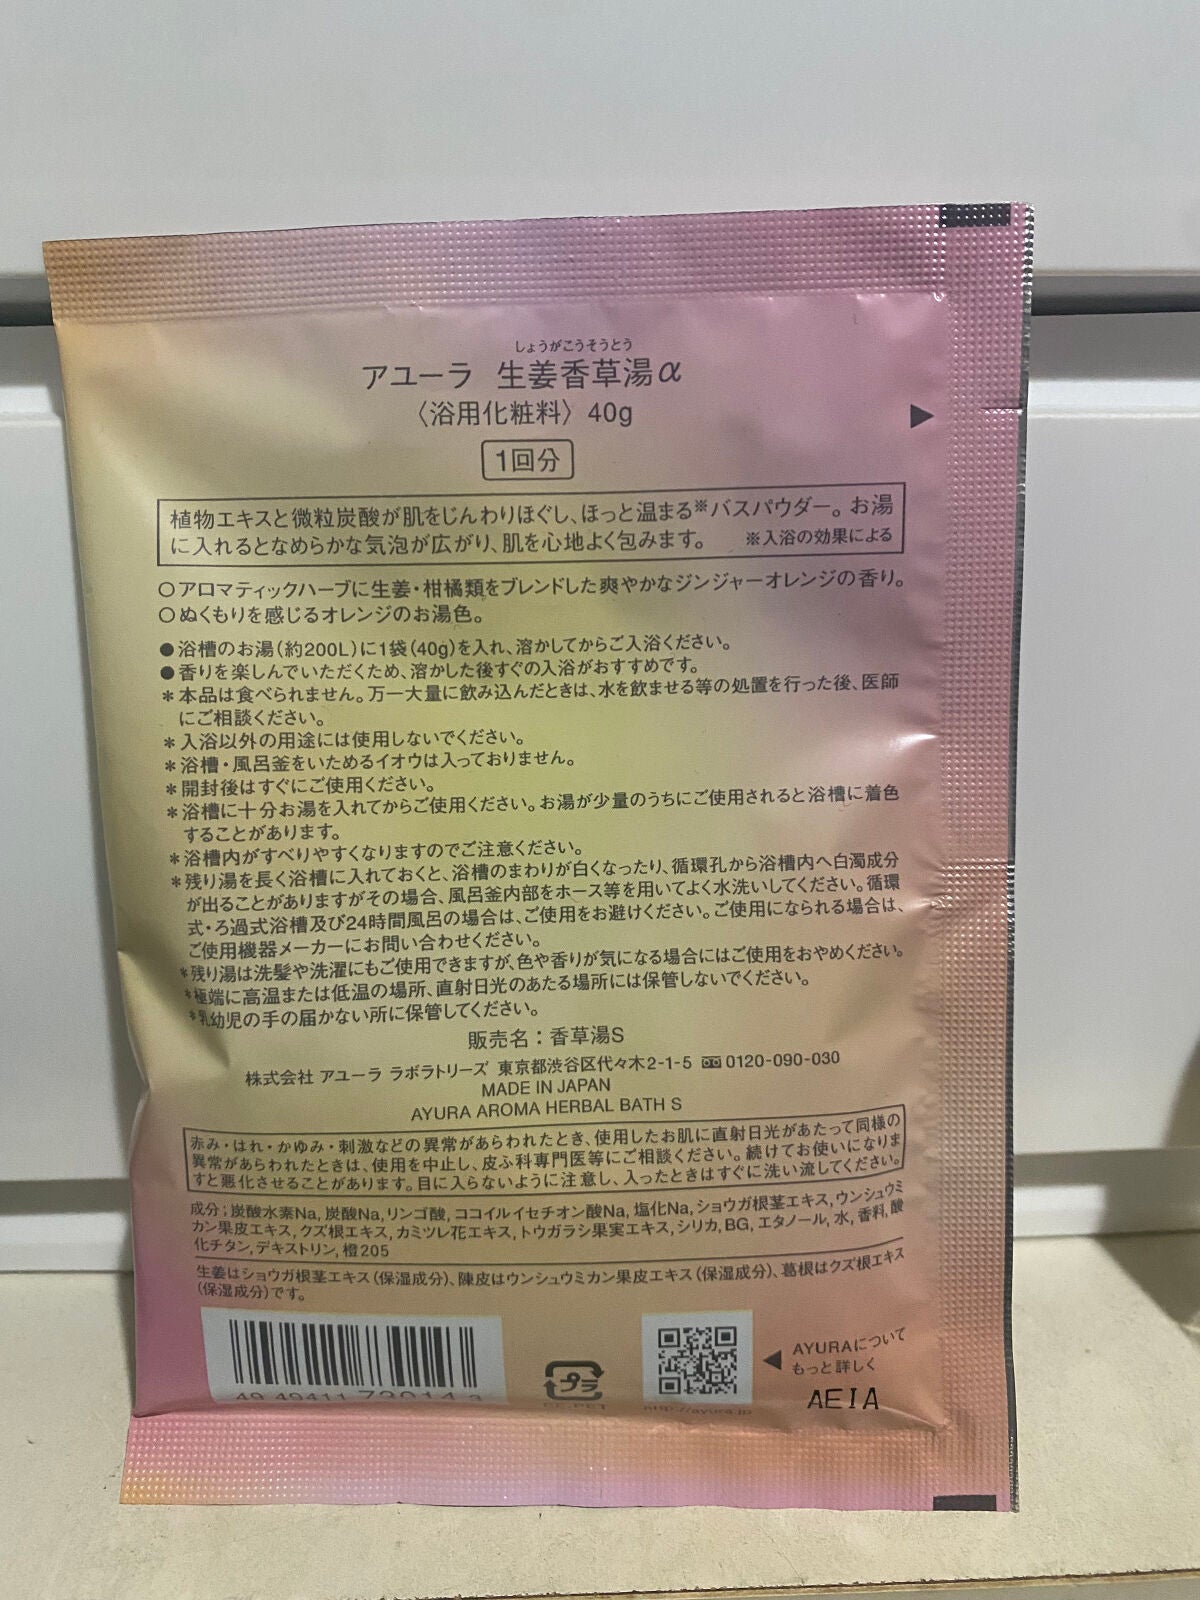 しょうがこうそうとう
アユーラ 生姜香草湯α
〈浴用化粧料〉 40g
1回分
植物エキスと微粒炭酸が肌をじんわりほぐし、ほっと温まる※バスパウダー。お湯
に入れるとなめらかな気泡が広がり、肌を心地よく包みます。 ※入浴の効果による
○アロマティックハーブに生姜・柑橘類をブレンドした爽やかなジンジャーオレンジの香り。
○ぬくもりを感じるオレンジのお湯色。
●浴槽のお湯(約200L)に1袋(40g)を入れ、溶かしてからご入浴ください。
●香りを楽しんでいただくため、溶かした後すぐの入浴がおすすめです。
＊本品は食べられません。万一大量に飲み込んだときは、水を飲ませる等の処置を行った後、医師
にご相談ください。
＊入浴以外の用途には使用しないでください。
＊浴槽・風呂釜をいためるイオウは入っておりません。
＊開封後はすぐにご使用ください。
＊浴槽に十分お湯を入れてからご使用ください。お湯が少量のうちにご使用されると浴槽に着色
することがあります。
＊浴槽内がすべりやすくなりますのでご注意ください。
＊残り湯を長く浴槽に入れておくと、浴槽のまわりが白くなったり、循環孔から浴槽内へ白濁成分
が出ることがありますがその場合、風呂釜内部をホース等を用いてよく水洗いしてください。循環
式・ろ過式浴槽及び24時間風呂の場合は、ご使用をお避けください。ご使用になられる場合は、
ご使用機器メーカーにお問い合わせください。
＊残り湯は洗髪や洗濯にもご使用できますが、色や香りが気になる場合にはご使用をおやめください。
＊極端に高温または低温の場所、直射日光のあたる場所には保管しないでください。
＊乳幼児の手の届かない所に保管してください。
販売名：香草湯S
株式会社 アユーラ ラボラトリーズ 東京都渋谷区代々木2-1-5 0120-090-030
MADE IN JAPAN
AYURA AROMA HERBAL BATH S
赤み・はれ・かゆみ・刺激などの異常があらわれたとき、使用したお肌に直射日光があたって同様の
異常があらわれたときは、使用を中止し、皮ふ科専門医等にご相談ください。続けてお使いになりま
すと悪化させることがあります。目に入らないように注意し、入ったときはすぐに洗い流してください。
成分；炭酸水素Na, 炭酸Na, リンゴ酸, ココイルイセチオン酸Na, 塩化Na, ショウガ根茎エキス, ウンシュウミ
カン果皮エキス, クズ根エキス, カミツレ花エキス, トウガラシ果実エキス, シリカ, BG, エタノール, 水, 香料, 酸
化チタン, デキストリン, 橙205
生姜はショウガ根茎エキス(保湿成分)、陳皮はウンシュウミカン果皮エキス(保湿成分)、葛根はクズ根エキス
(保湿成分)です。
プラ
AYURAについて
もっと詳しく
AEIA
http://ayura.jp